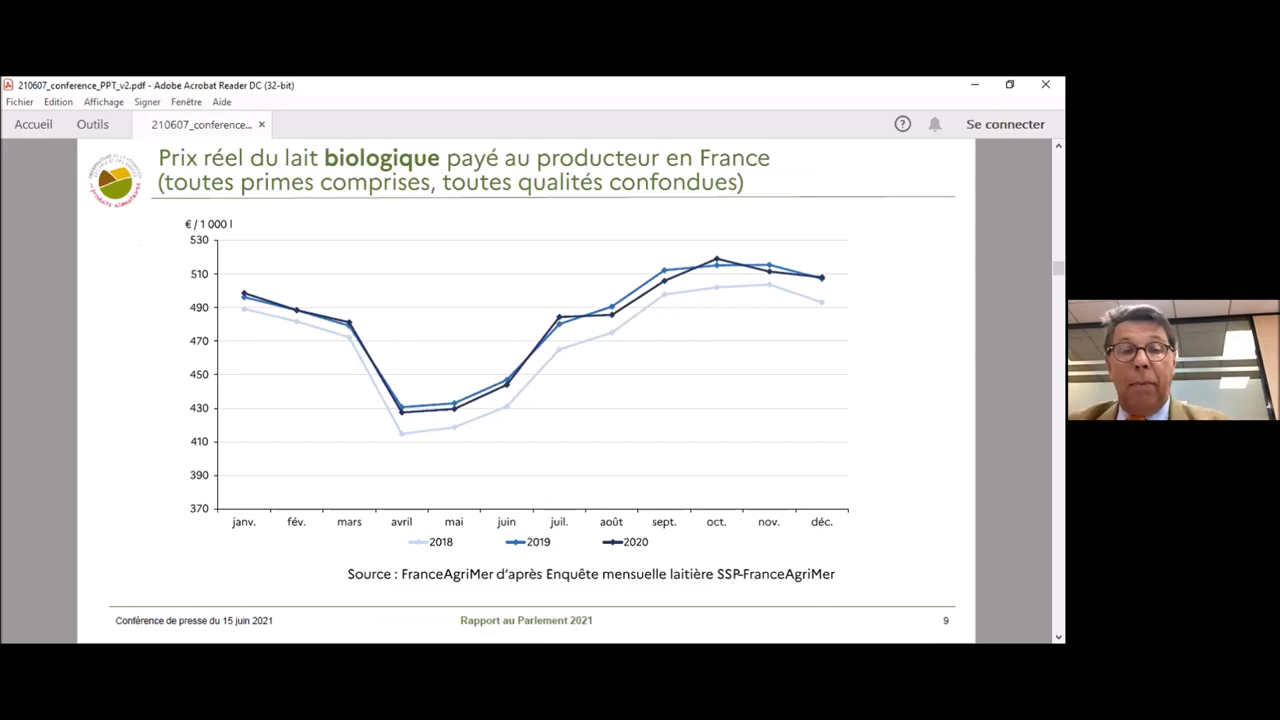 210607_conference_PPT_v2.pdf - Adobe Acrobat Reader DC (32-bit)
Fichier Edition Affichage Signer Fenêtre Aide
Accueil Outils 210607_conference... × Se connecter
Prix réel du lait biologique payé au producteur en France
(toutes primes comprises, toutes qualités confondues)
€ / 1 000 l
530
510
490
470
450
430
410
390
370
janv. fév. mars avril mai juin juil. août sept. oct. nov. déc.
2018 2019 2020
Source : FranceAgriMer d'après Enquête mensuelle laitière SSP-FranceAgriMer
Conférence de presse du 15 juin 2021 Rapport au Parlement 2021 9